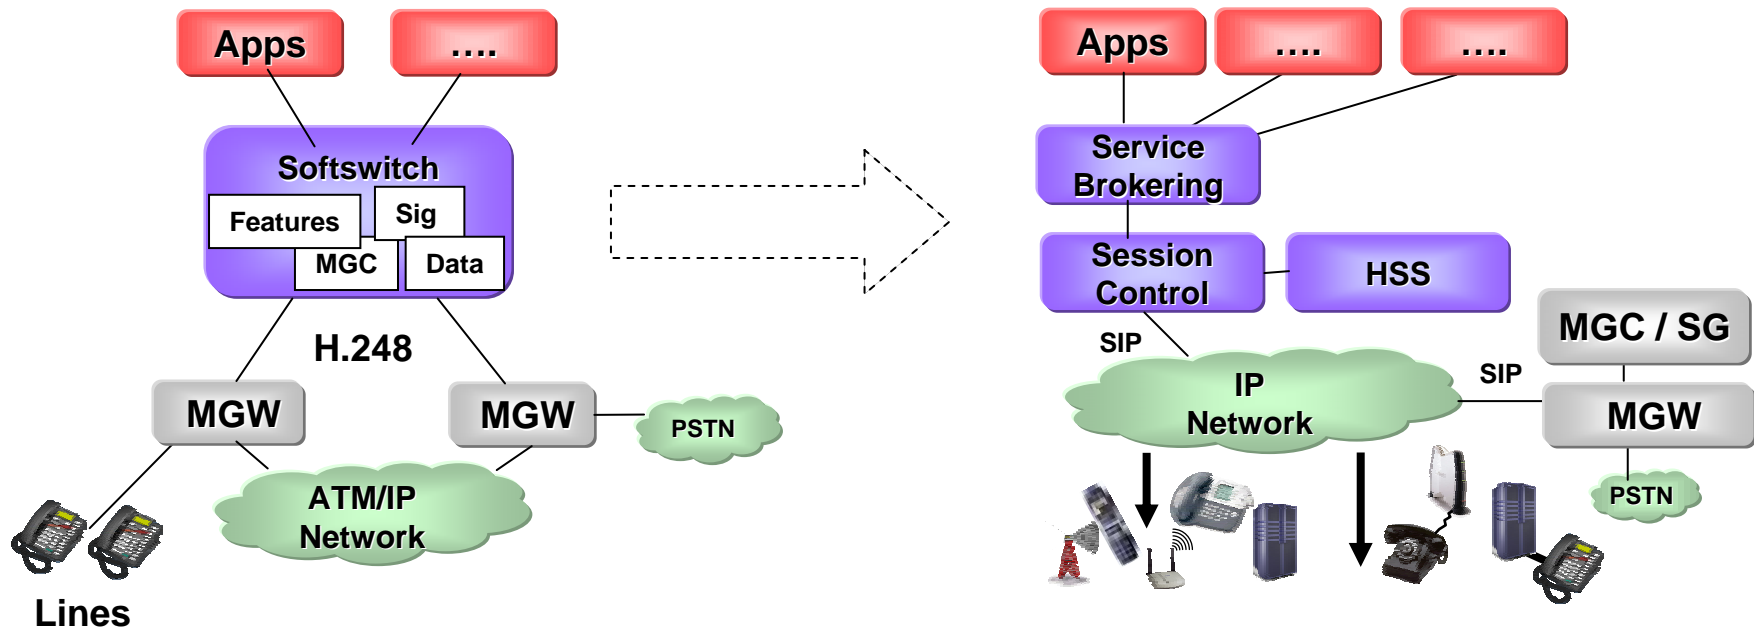 Apps
....
Softswitch
Features
Sig
MGC
Data
H.248
MGW
MGW
PSTN
ATM/IP
Network
Lines
Apps
....
....
Service
Brokering
Session
Control
HSS
MGC / SG
SIP
IP
Network
SIP
MGW
PSTN